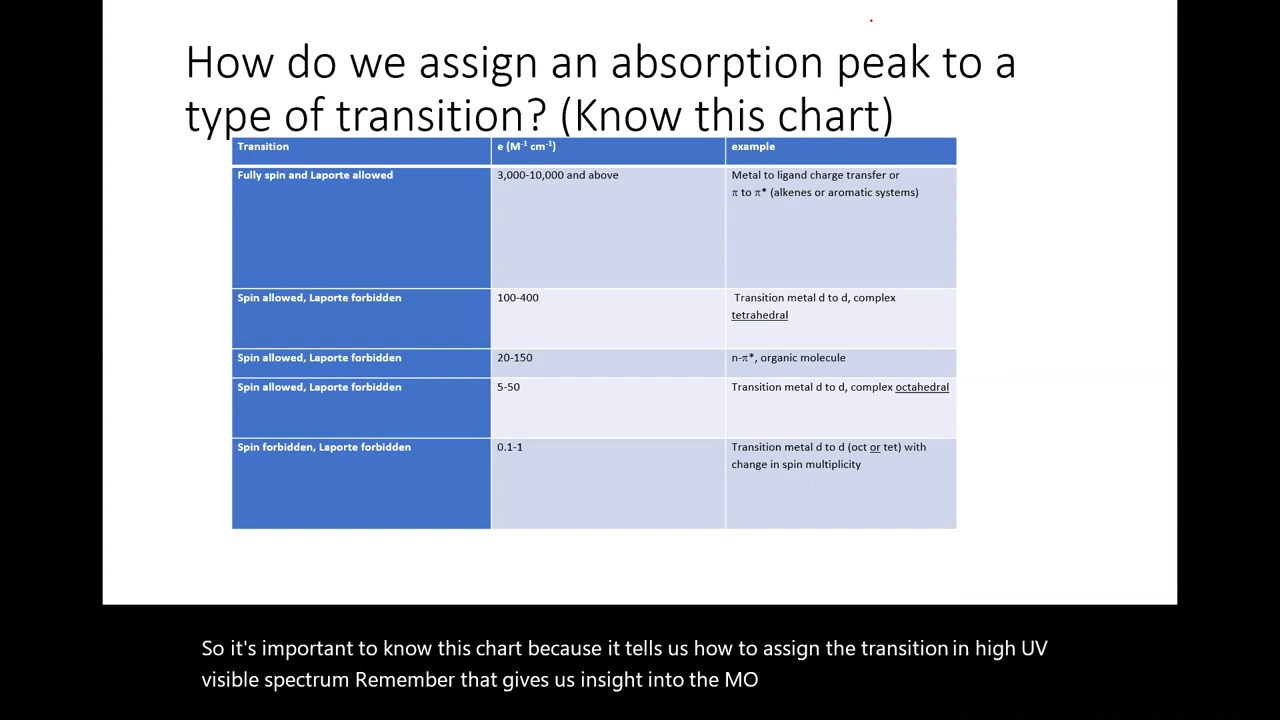 How do we assign an absorption peak to a
type of transition? (Know this chart)
Transition e (M⁻¹ cm⁻¹) example
Fully spin and Laporte allowed 3,000-10,000 and above Metal to ligand charge transfer or
π to π* (alkenes or aromatic systems)
Spin allowed, Laporte forbidden 100-400 Transition metal d to d, complex
tetrahedral
Spin allowed, Laporte forbidden 20-150 n-π*, organic molecule
Spin allowed, Laporte forbidden 5-50 Transition metal d to d, complex octahedral
Spin forbidden, Laporte forbidden 0.1-1 Transition metal d to d (oct or tet) with
change in spin multiplicity
So it's important to know this chart because it tells us how to assign the transition in high UV
visible spectrum Remember that gives us insight into the MO